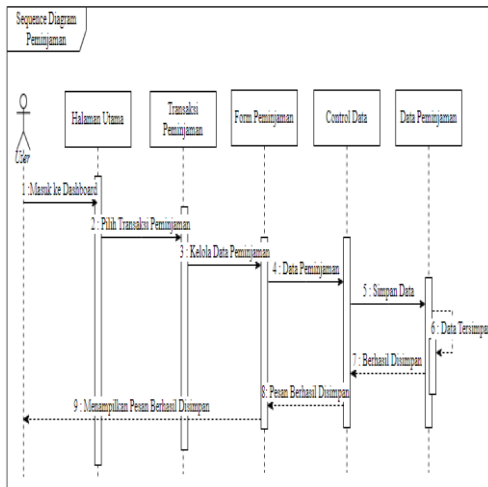 Sequence Diagram
Peminjaman
Halaman Utama
Transaksi
Peminjaman
Form Peminjaman
Control Data
Data Peminjaman
User
1 :Masuk ke Dashboard
2 : Pilih Transaksi Peminjaman
3 : Kelola Data Peminjaman
4 : Data Peminjaman
5 : Simpan Data
6 : Data Tersimpan
7 : Berhasil Disimpan
8: Pesan Berhasil Disimpan
9 : Menampilkan Pesan Berhasil Disimpan